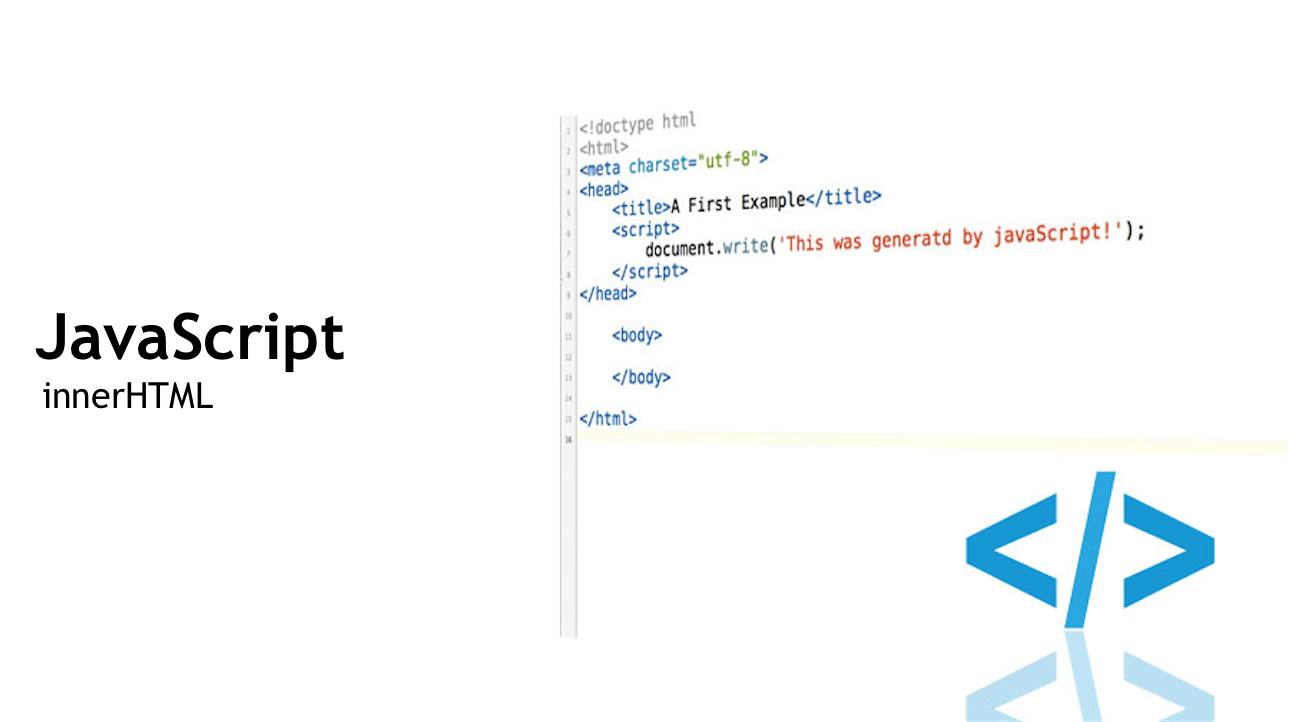 JavaScript
innerHTML
1 <!doctype html
2 <html>
3 <meta charset="utf-8">
4 <head>
5 <title>A First Example</title>
6 <script>
7 document.write('This was generatd by javaScript!');
8 </script>
9 </head>
10
11 <body>
12
13 </body>
14
15 </html>
16
</>